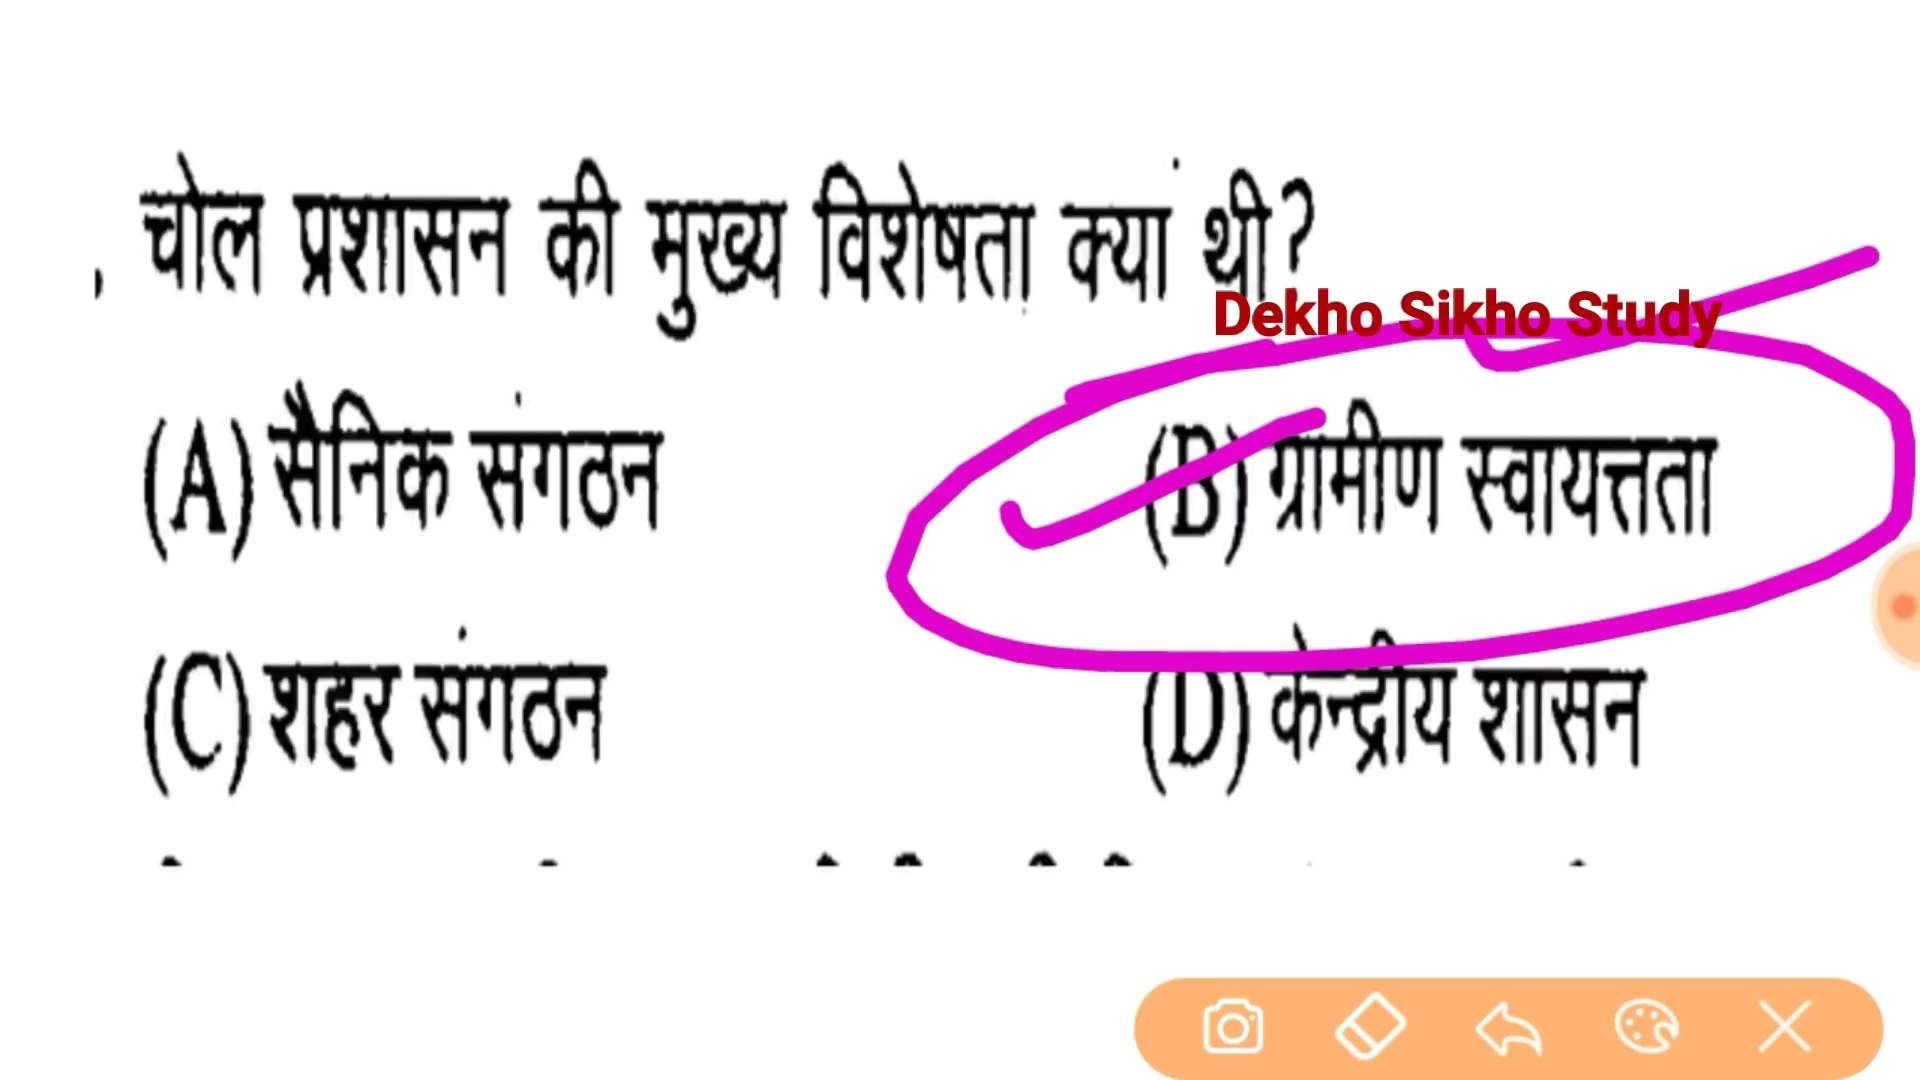 चोल प्रशासन की मुख्य विशेषता क्या थी?
Dekho Sikho Study
(A) सैनिक संगठन
(B) ग्रामीण स्वायत्तता
(C) शहर संगठन
(D) केन्द्रीय शासन